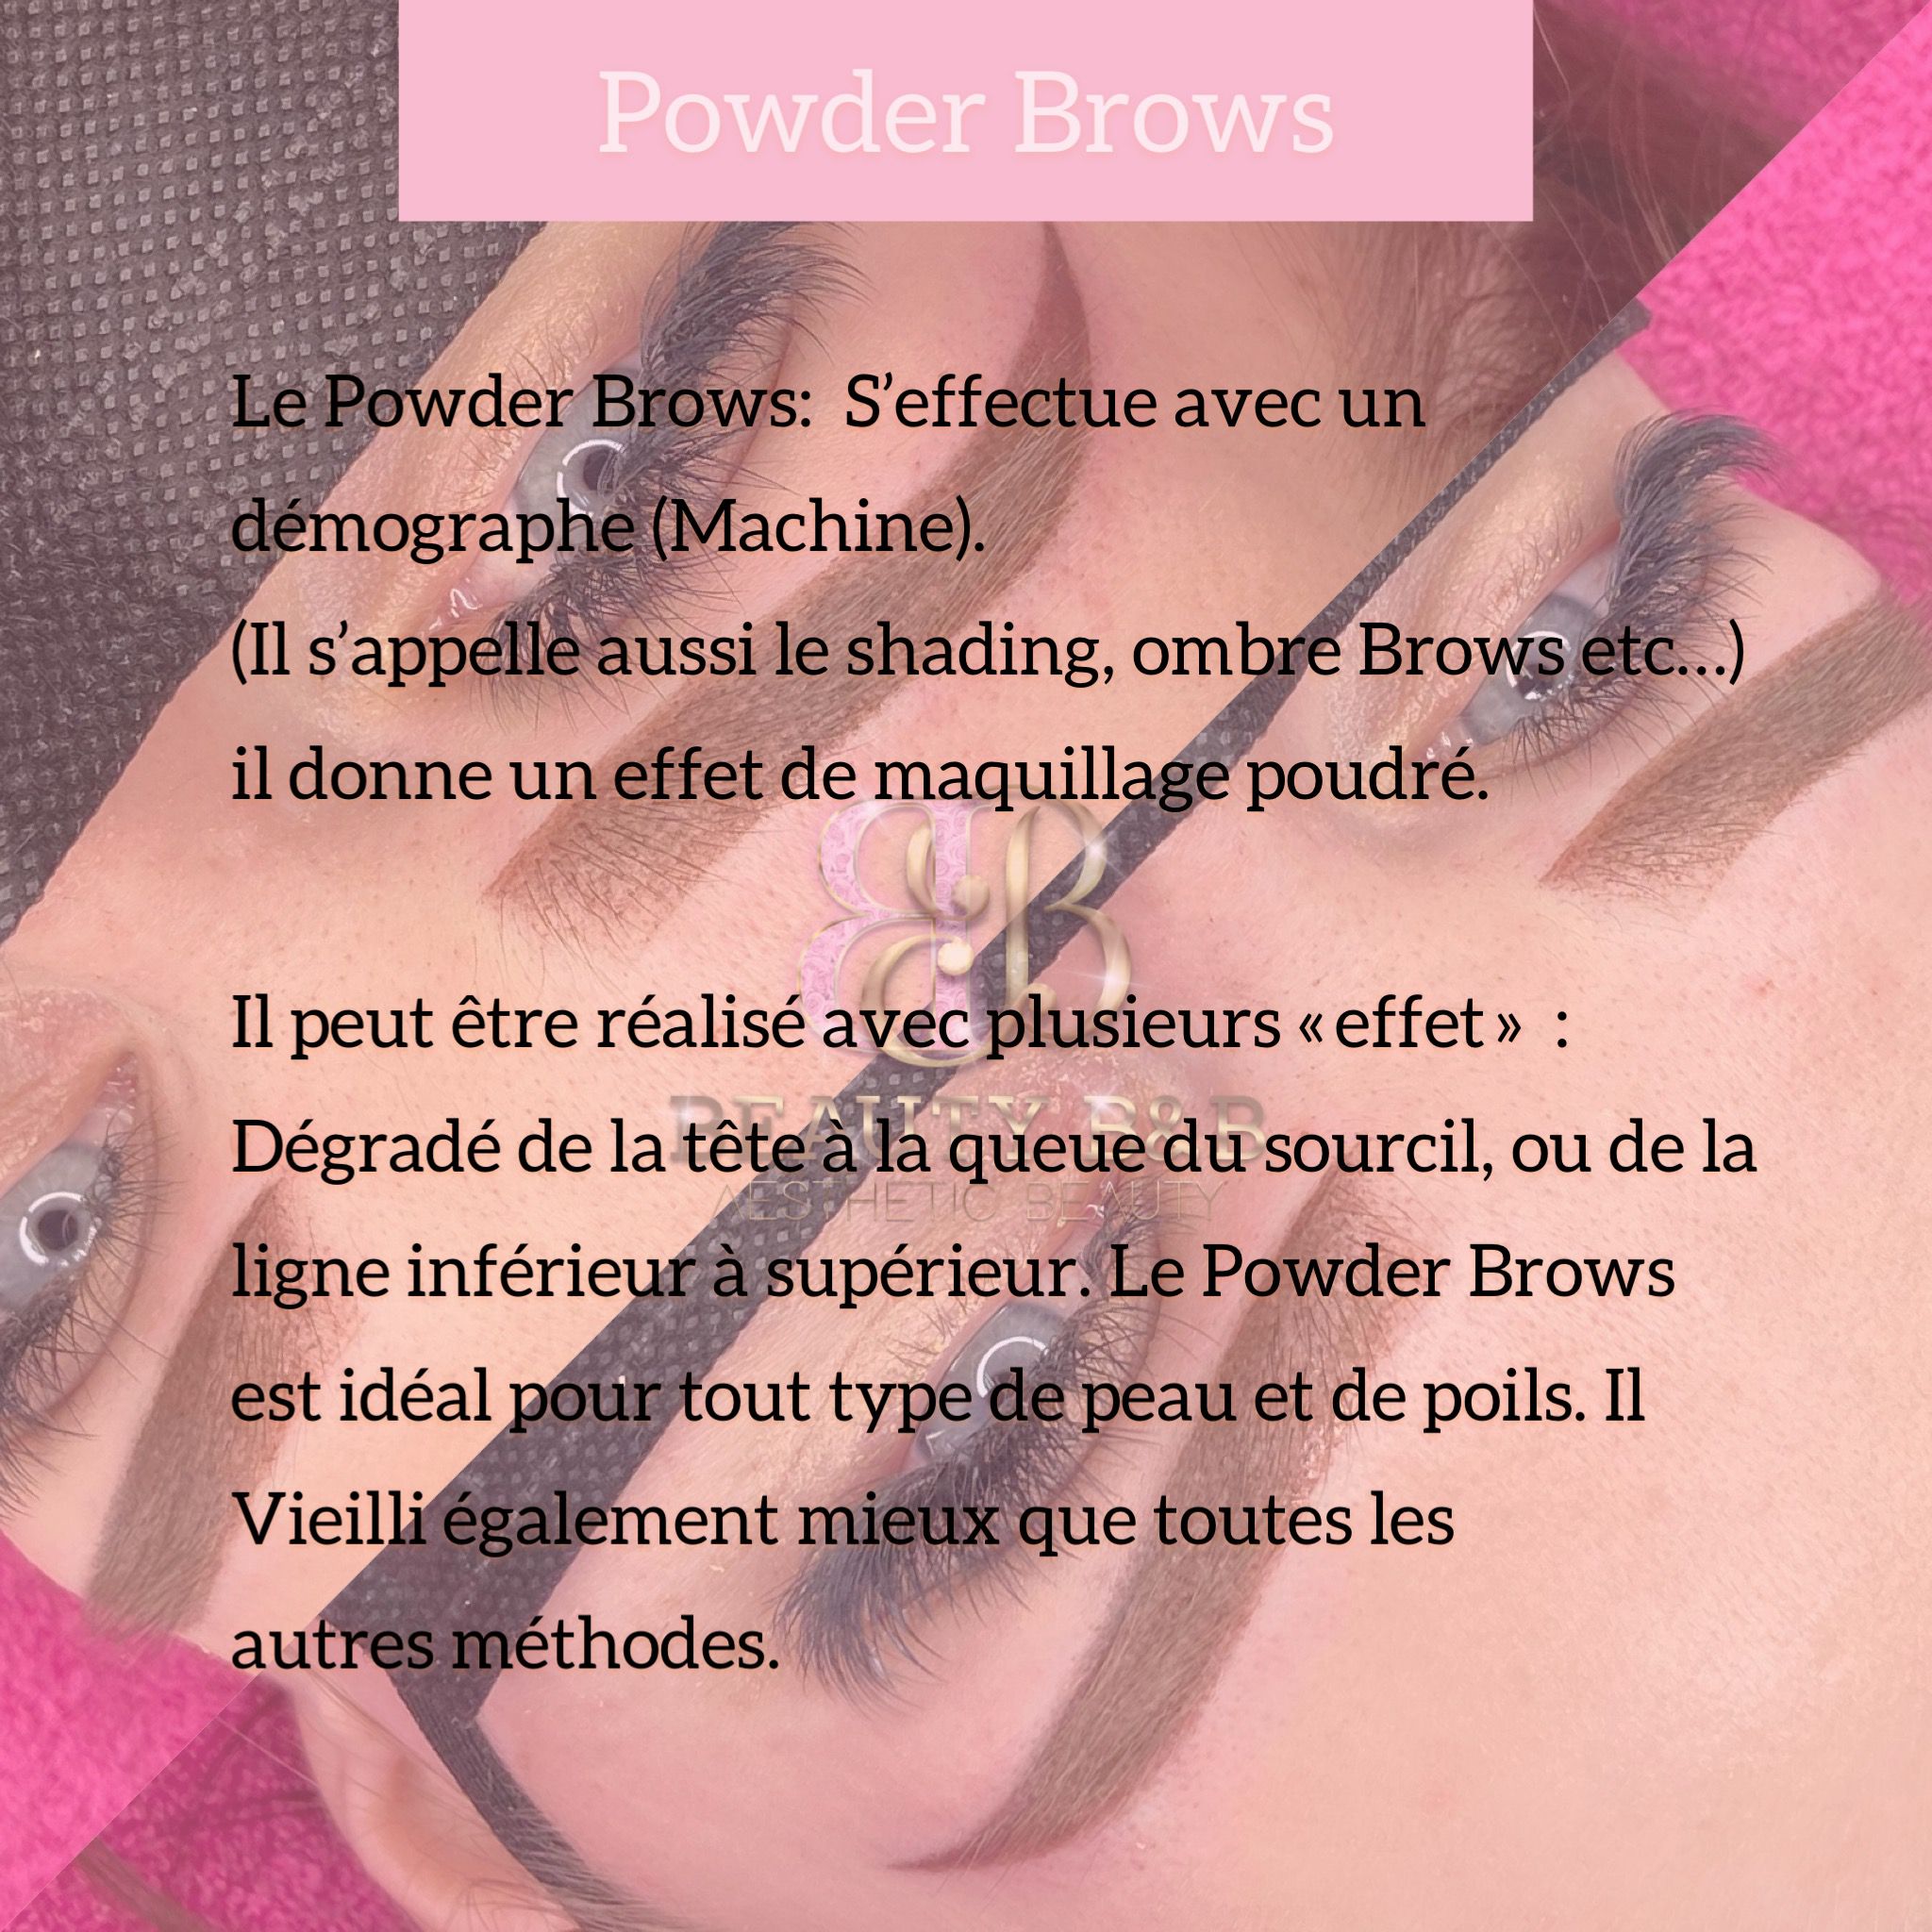 Powder Brows
Le Powder Brows:  S’effectue avec un
démographe (Machine).
(Il s’appelle aussi le shading, ombre Brows etc...)
il donne un effet de maquillage poudré.
BEAUTY B&B
AESTHETIC BEAUTY
Il peut être réalisé avec plusieurs «effet»  :
Dégradé de la tête à la queue du sourcil, ou de la
ligne inférieur à supérieur. Le Powder Brows
est idéal pour tout type de peau et de poils. Il
Vieilli également mieux que toutes les
autres méthodes.